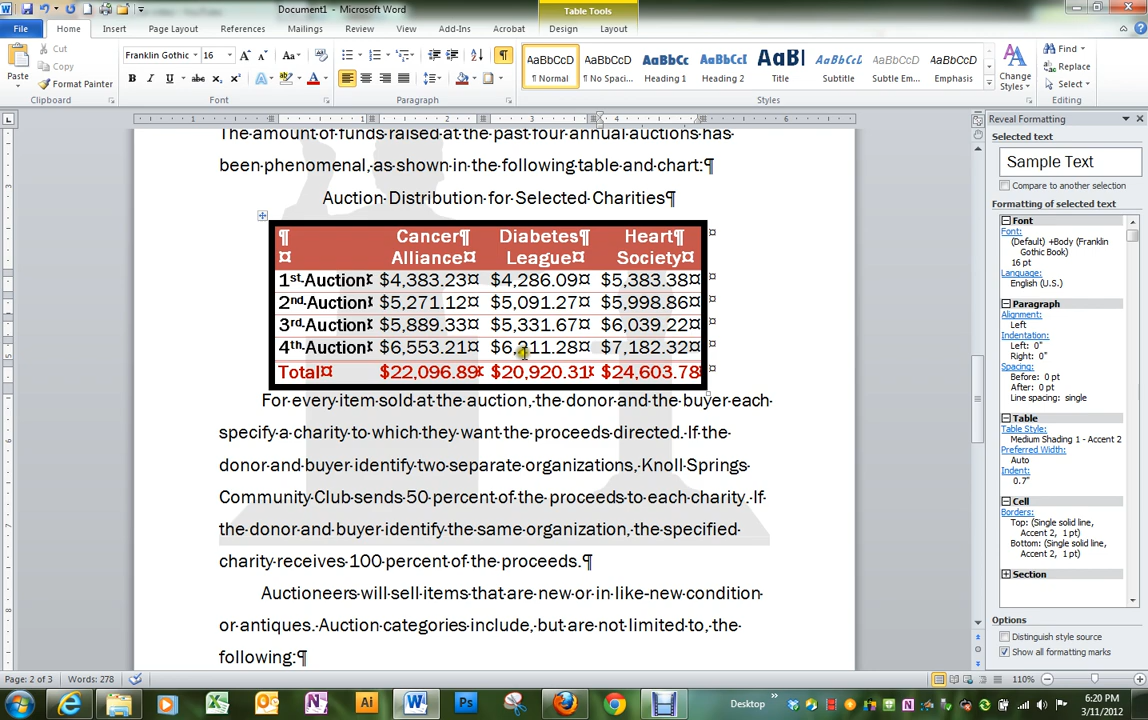 Document1 - Microsoft Word
Table Tools
File Home Insert Page Layout References Mailings Review View Add-Ins Acrobat Design Layout
Paste
Cut
Copy
Format Painter
Clipboard
Franklin Gothic 16
Font
Paragraph
AaBbCcD
¶ Normal
AaBbCcD
¶ No Spaci...
AaBbC
Heading 1
AaBbC
Heading 2
AaBl
Title
AaBbCc
Subtitle
AaBbCcD
Subtle Em...
AaBbCcD
Emphasis
Change
Styles
Styles
Find
Replace
Select
Editing
The amount of funds raised at the past four annual auctions has
been phenomenal, as shown in the following table and chart:¶
Auction Distribution for Selected Charities¶
¶ Cancer¶ Diabetes¶ Heart¶
Alliance League Society
1st Auction $4,383.23 $4,286.09 $5,383.38
2nd Auction $5,271.12 $5,091.27 $5,998.86
3rd Auction $5,889.33 $5,331.67 $6,039.22
4th Auction $6,553.21 $6,211.28 $7,182.32
Total $22,096.89 $20,920.31 $24,603.78
For every item sold at the auction, the donor and the buyer each
specify a charity to which they want the proceeds directed. If the
donor and buyer identify two separate organizations, Knoll Springs
Community Club sends 50 percent of the proceeds to each charity. If
the donor and buyer identify the same organization, the specified
charity receives 100 percent of the proceeds.¶
Auctioneers will sell items that are new or in like-new condition
or antiques. Auction categories include, but are not limited to, the
following:¶
Reveal Formatting
Selected text
Sample Text
Compare to another selection
Formatting of selected text
Font
Font:
(Default) +Body (Franklin
Gothic Book)
16 pt
Language:
English (U.S.)
Paragraph
Alignment:
Left
Indentation:
Left: 0"
Right: 0"
Spacing:
Before: 0 pt
After: 0 pt
Line spacing: single
Table
Table Style:
Medium Shading 1 - Accent 2
Preferred Width:
Auto
Indent:
0.7"
Cell
Borders:
Top: (Single solid line,
Accent 2, 1 pt)
Bottom: (Single solid line,
Accent 2, 1 pt)
Section
Options
Distinguish style source
Show all formatting marks
Page: 2 of 3 Words: 278
110%
Desktop
6:20 PM
3/11/2012